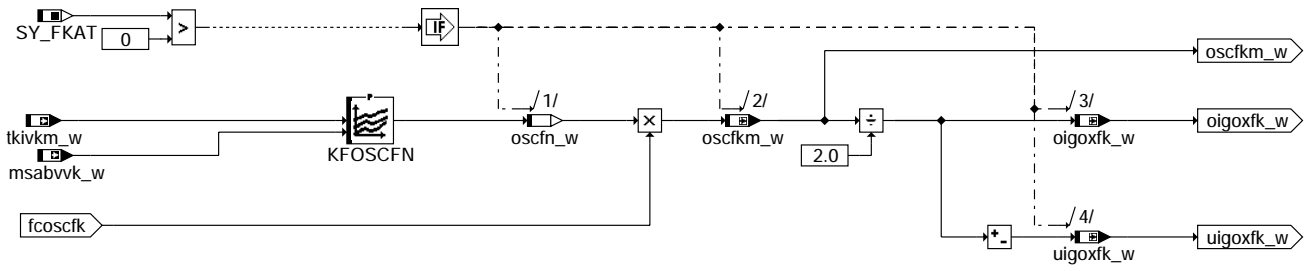 SY_FKAT
0
>
IF
tkivkm_w
msabvvk_w
P
KFOSCFN
1/
oscfn_w
×
2/
oscfkm_w
÷
2.0
3/
oigoxfk_w
4/
uigoxfk_w
+-
fcoscfk
oscfkm_w
oigoxfk_w
uigoxfk_w